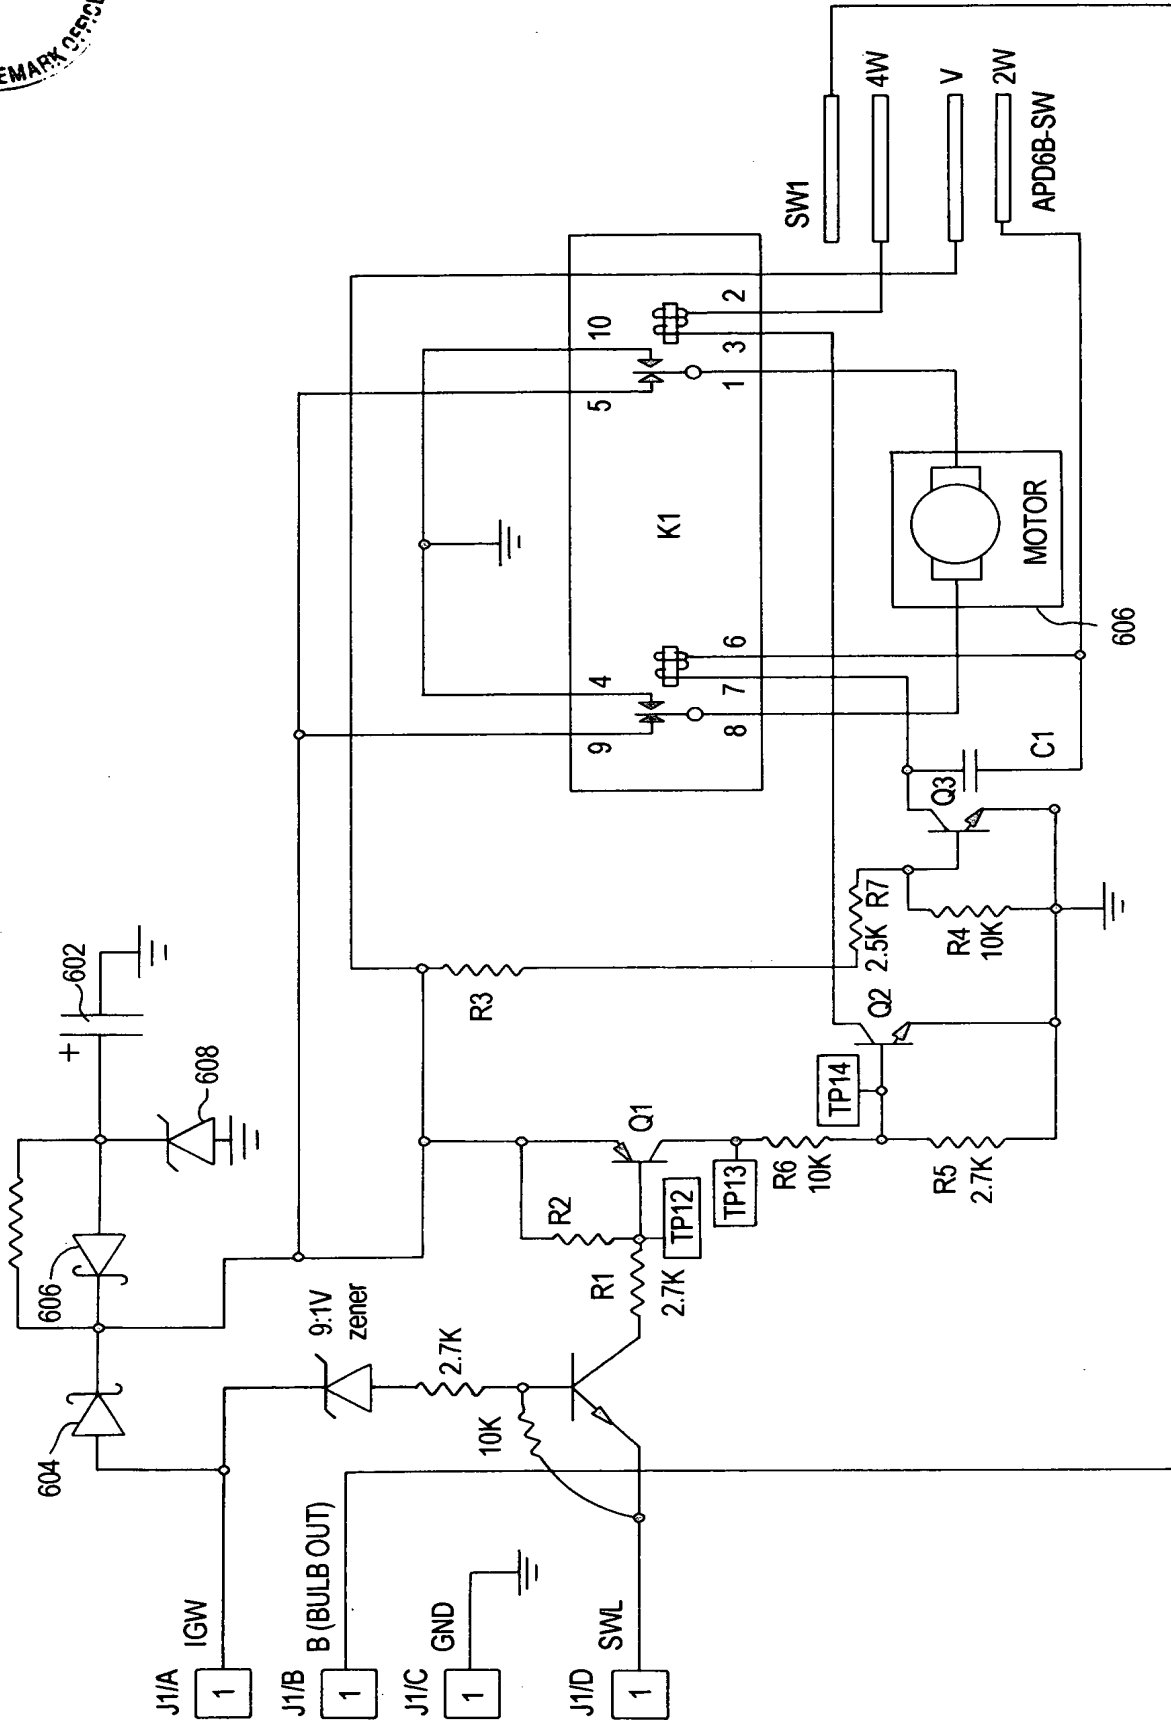 EMARK OFFICE
J1/A
1
IGW
J1/B
1
B (BULB OUT)
J1/C
1
GND
J1/D
1
SWL
604
606
602
+
608
9:1V
zener
2.7K
10K
R1
2.7K
R2
TP12
Q1
TP13
R6
10K
TP14
R5
2.7K
Q2
R3
2.5K
R7
R4
10K
Q3
C1
K1
9
4
8
7
6
5
10
1
3
2
MOTOR
606
SW1
4W
V
2W
APD6B-SW